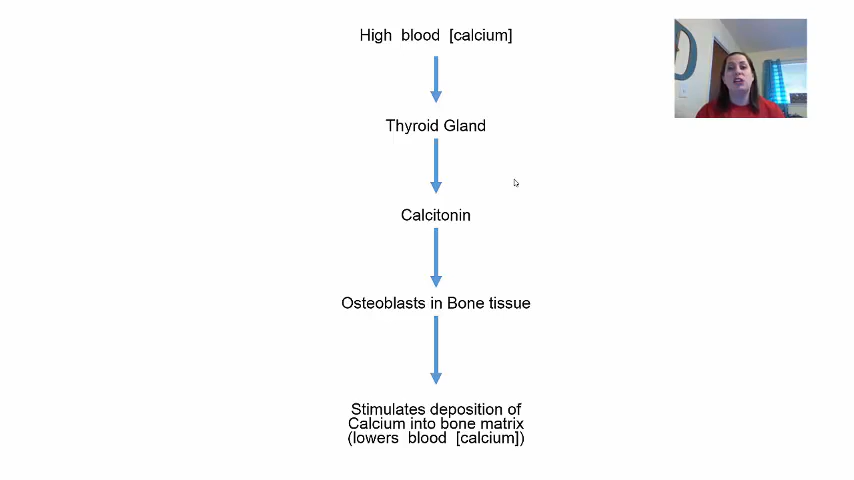 High blood [calcium]
Thyroid Gland
Calcitonin
Osteoblasts in Bone tissue
Stimulates deposition of
Calcium into bone matrix
(lowers blood [calcium])